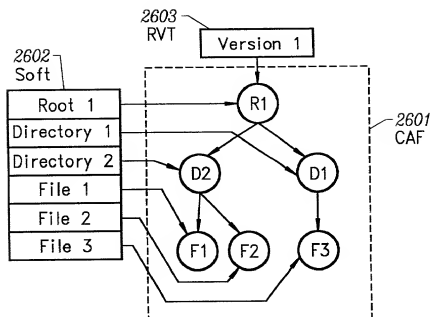 2603
RVT
Version 1
2602
Soft
Root 1
Directory 1
Directory 2
File 1
File 2
File 3
R1
D2
D1
F1
F2
F3
2601
CAF